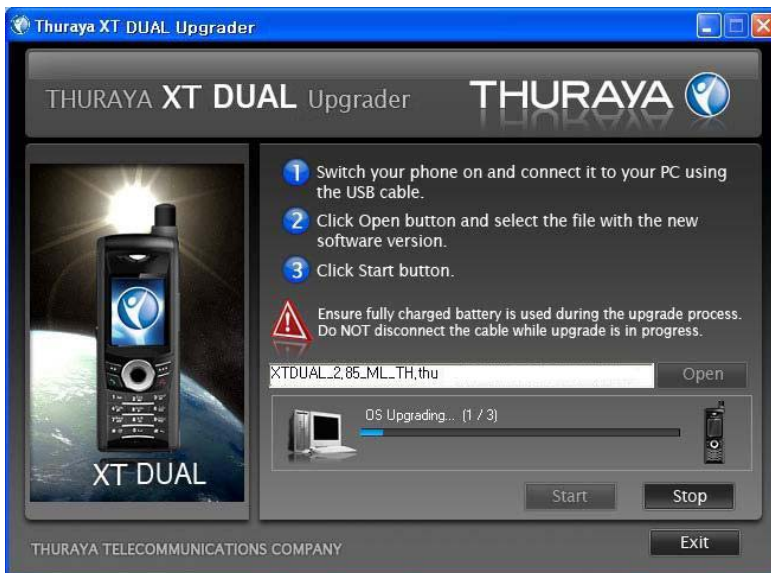 Thuraya XT DUAL Upgrader
THURAYA XT DUAL Upgrader
THURAYA
1 Switch your phone on and connect it to your PC using
the USB cable.
2 Click Open button and select the file with the new
software version.
3 Click Start button.
Ensure fully charged battery is used during the upgrade process.
Do NOT disconnect the cable while upgrade is in progress.
XTDUAL_2,85_ML_TH,thu
Open
OS Upgrading... (1 / 3)
XT DUAL
Start
Stop
THURAYA TELECOMMUNICATIONS COMPANY
Exit